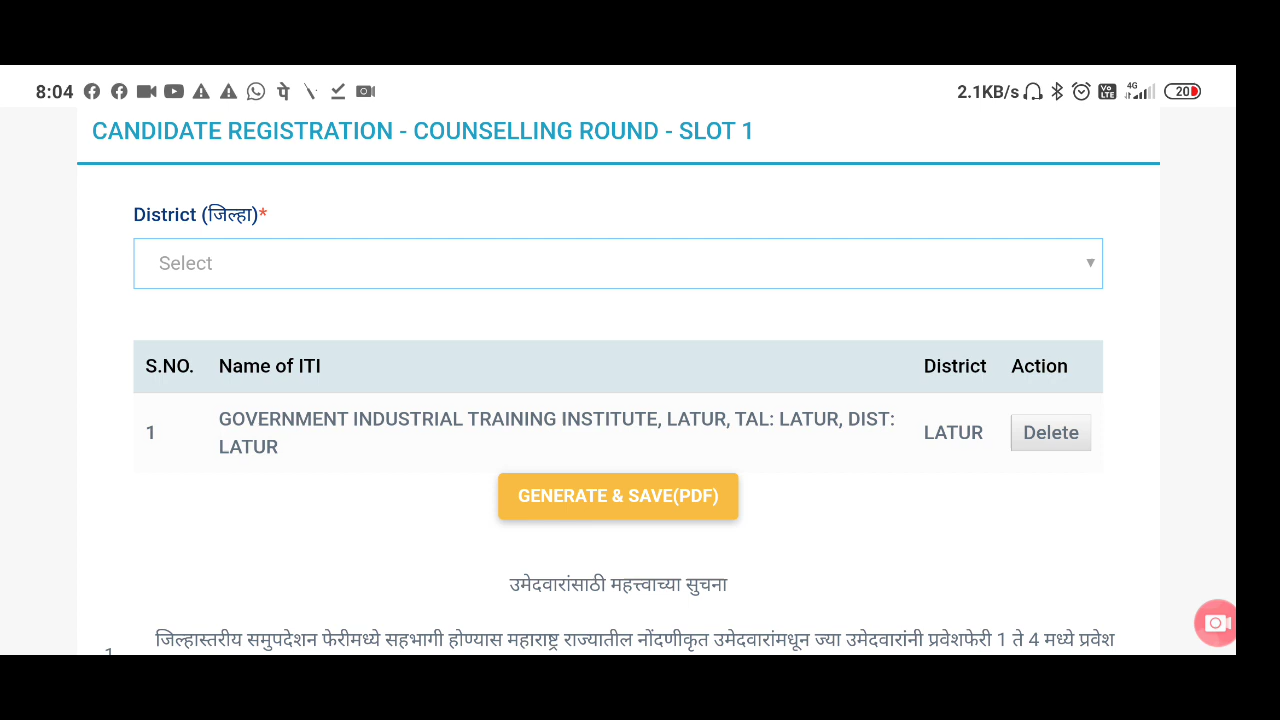 8:04
2.1KB/s
Vo LTE
4G
20
CANDIDATE REGISTRATION - COUNSELLING ROUND - SLOT 1
District (जिल्हा)*
Select
S.NO. Name of ITI District Action
1 GOVERNMENT INDUSTRIAL TRAINING INSTITUTE, LATUR, TAL: LATUR, DIST: LATUR Delete
LATUR
GENERATE & SAVE(PDF)
उमेदवारांसाठी महत्त्वाच्या सुचना
1 जिल्हास्तरीय समुपदेशन फेरीमध्ये सहभागी होण्यास महाराष्ट्र राज्यातील नोंदणीकृत उमेदवारांमधून ज्या उमेदवारांनी प्रवेशफेरी 1 ते 4 मध्ये प्रवेश